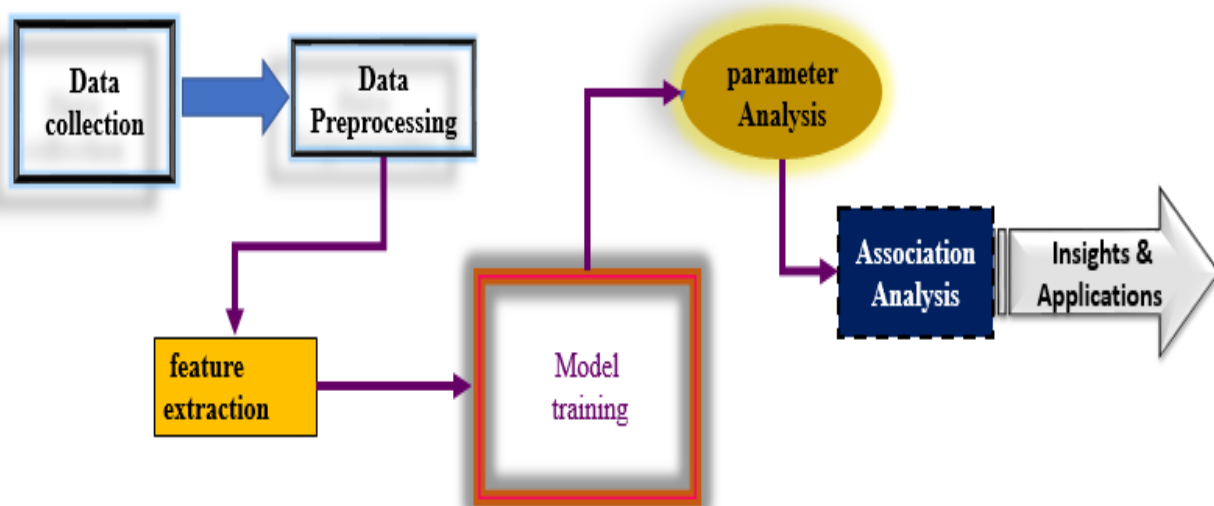 Data
collection
Data
Preprocessing
feature
extraction
Model
training
parameter
Analysis
Association
Analysis
Insights &
Applications